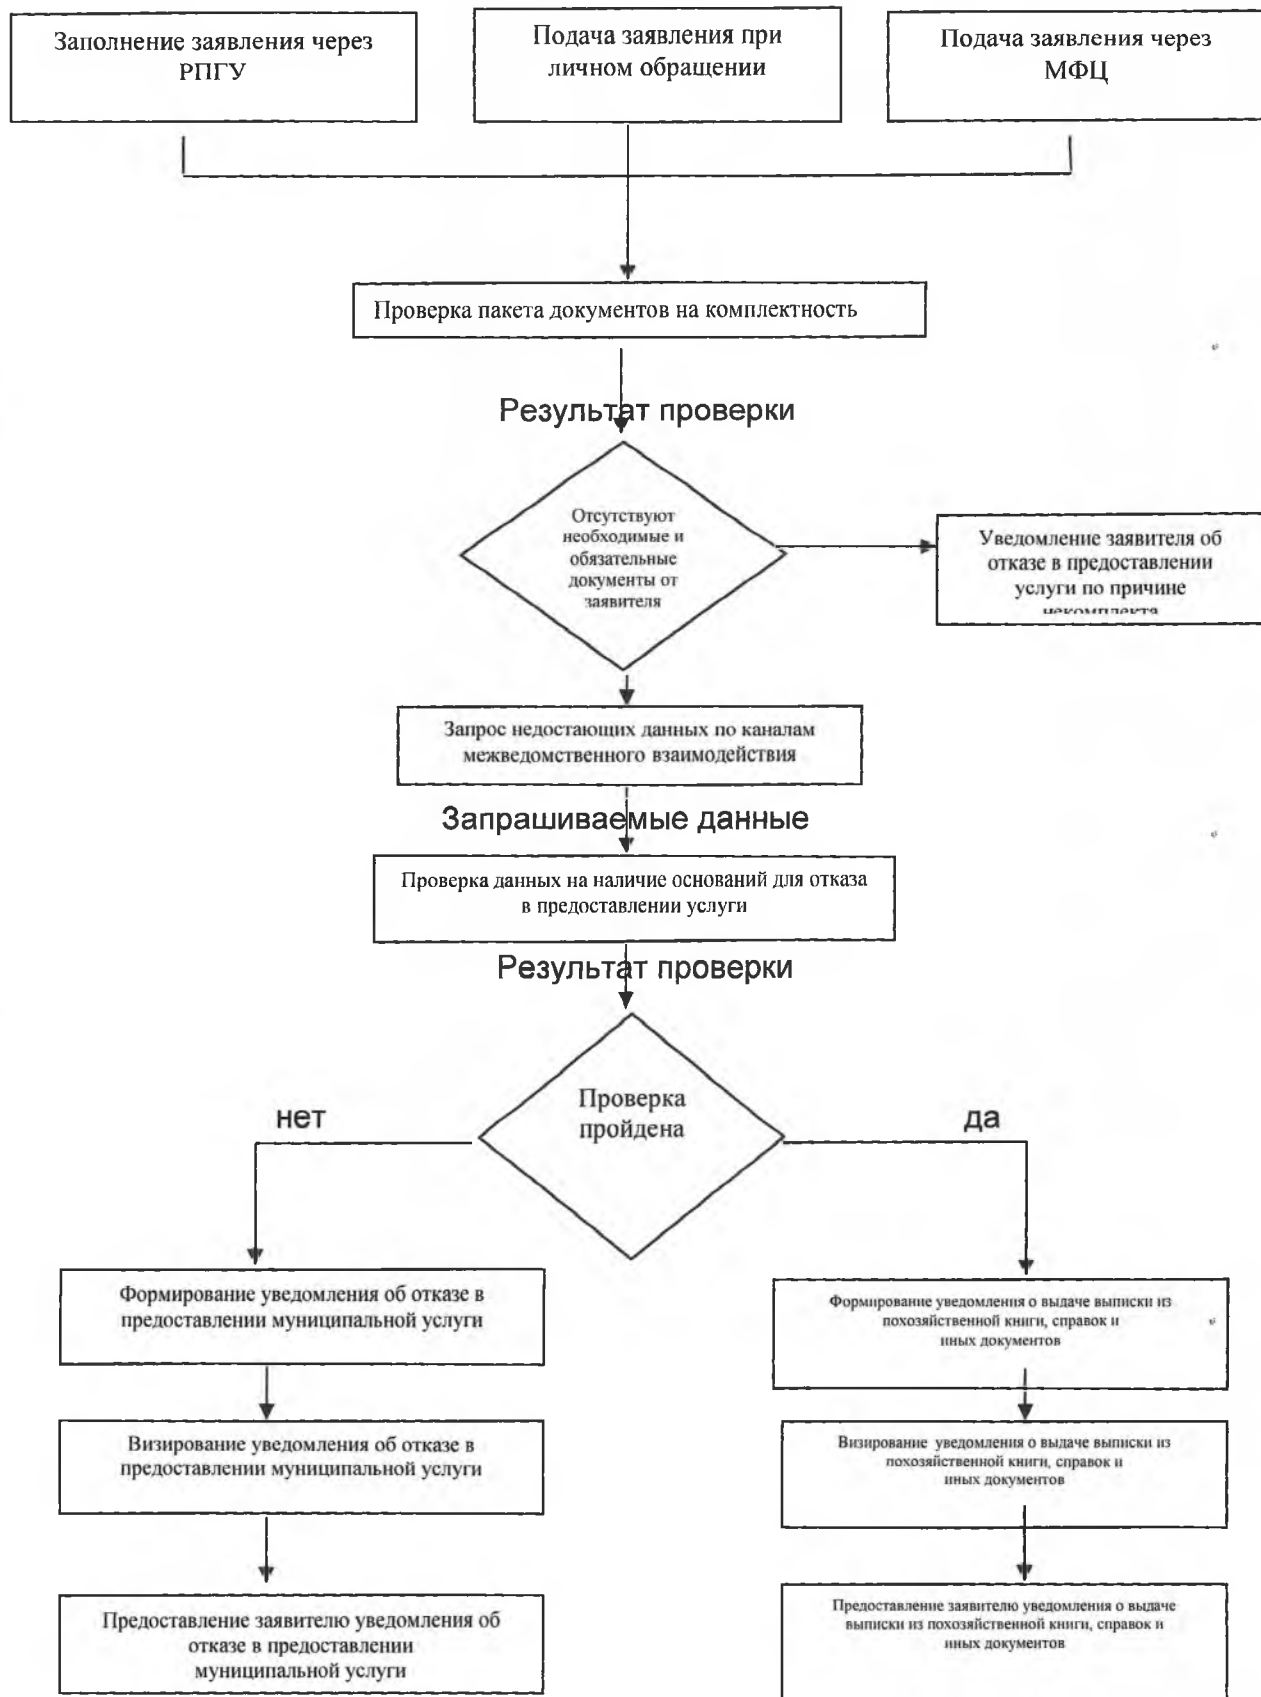 Заполнение заявления через
РПГУ
Подача заявления при
личном обращении
Подача заявления через
МФЦ
Проверка пакета документов на комплектность
Результат проверки
Отсутствуют
необходимые и
обязательные
документы от
заявителя
Уведомление заявителя об
отказе в предоставлении
услуги по причине
некомплекта
Запрос недостающих данных по каналам
межведомственного взаимодействия
Запрашиваемые данные
Проверка данных на наличие оснований для отказа
в предоставлении услуги
Результат проверки
Проверка
пройдена
нет
да
Формирование уведомления об отказе в
предоставлении муниципальной услуги
Формирование уведомления о выдаче выписки из
похозяйственной книги, справок и
иных документов
Визирование уведомления об отказе в
предоставлении муниципальной услуги
Визирование уведомления о выдаче выписки из
похозяйственной книги, справок и
иных документов
Предоставление заявителю уведомления об
отказе в предоставлении
муниципальной услуги
Предоставление заявителю уведомления о выдаче
выписки из похозяйственной книги, справок и
иных документов